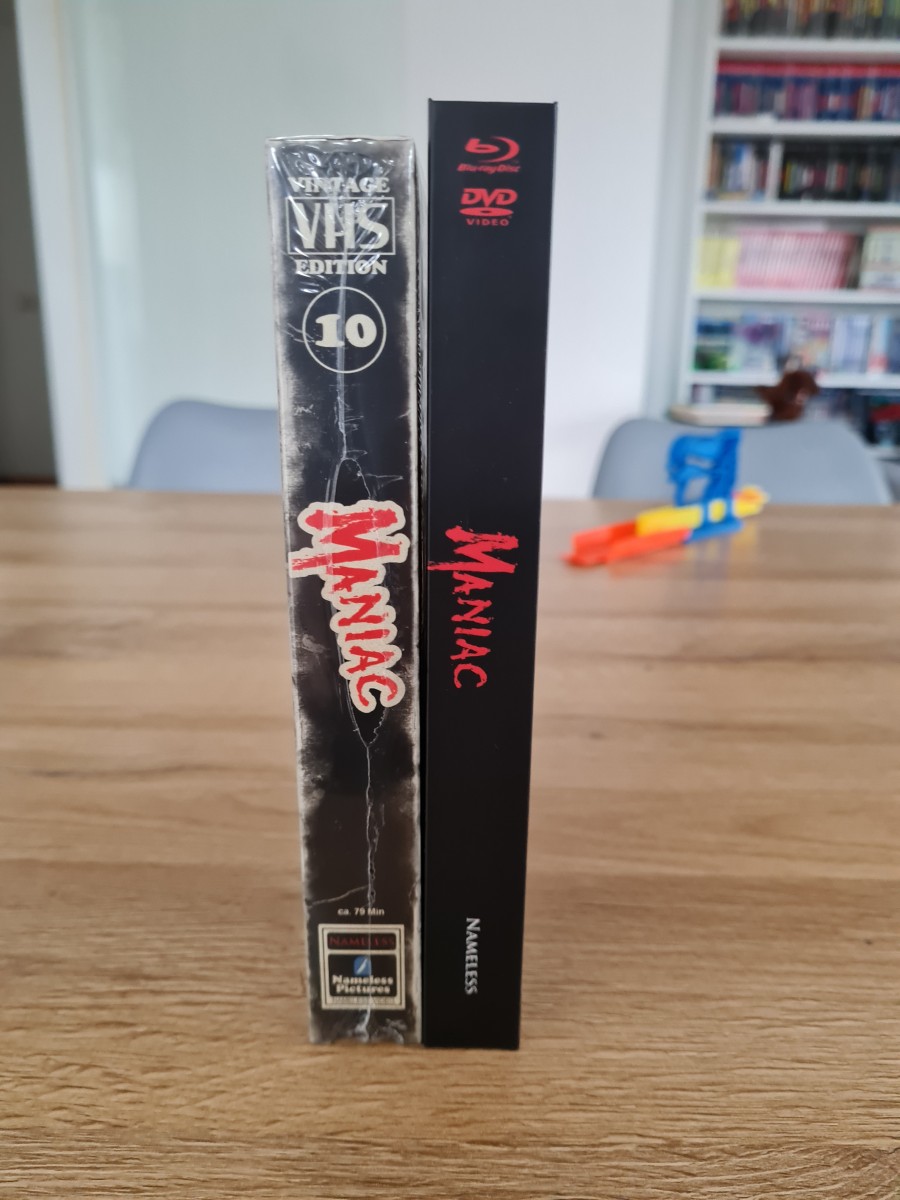 VINTAGE
VHS
EDITION
10
MANIAC
ca. 79 Min
NAMELESS
Nameless
Pictures
Blu-ray Disc
DVD
VIDEO
MANIAC
NAMELESS